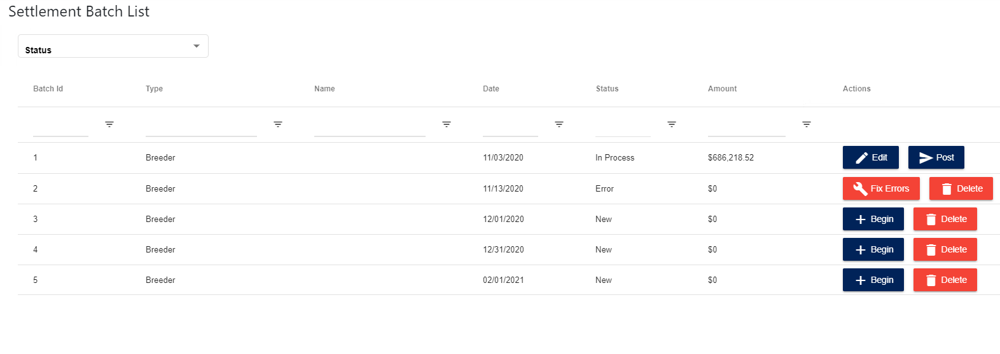 Settlement Batch List
Status
Batch Id Type Name Date Status Amount Actions
1 Breeder 11/03/2020 In Process $686,218.52 Edit Post
2 Breeder 11/13/2020 Error $0 Fix Errors Delete
3 Breeder 12/01/2020 New $0 Begin Delete
4 Breeder 12/31/2020 New $0 Begin Delete
5 Breeder 02/01/2021 New $0 Begin Delete